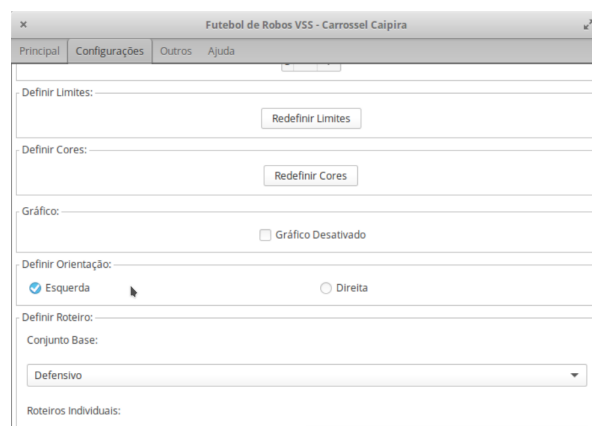 Futebol de Robos VSS - Carrossel Caipira
Principal Configurações Outros Ajuda
Definir Limites:
Redefinir Limites
Definir Cores:
Redefinir Cores
Gráfico:
Gráfico Desativado
Definir Orientação:
Esquerda Direita
Definir Roteiro:
Conjunto Base:
Defensivo
Roteiros Individuais: